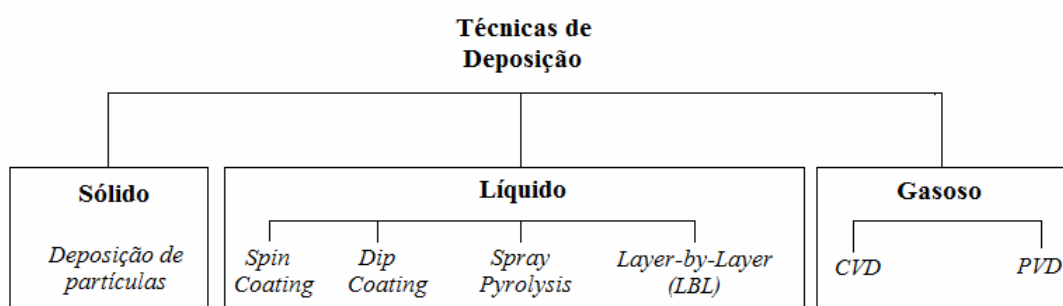 Técnicas de
Deposição
Sólido
Deposição de
partículas
Líquido
Spin
Coating
Dip
Coating
Spray
Pyrolysis
Layer-by-Layer
(LBL)
Gasoso
CVD
PVD